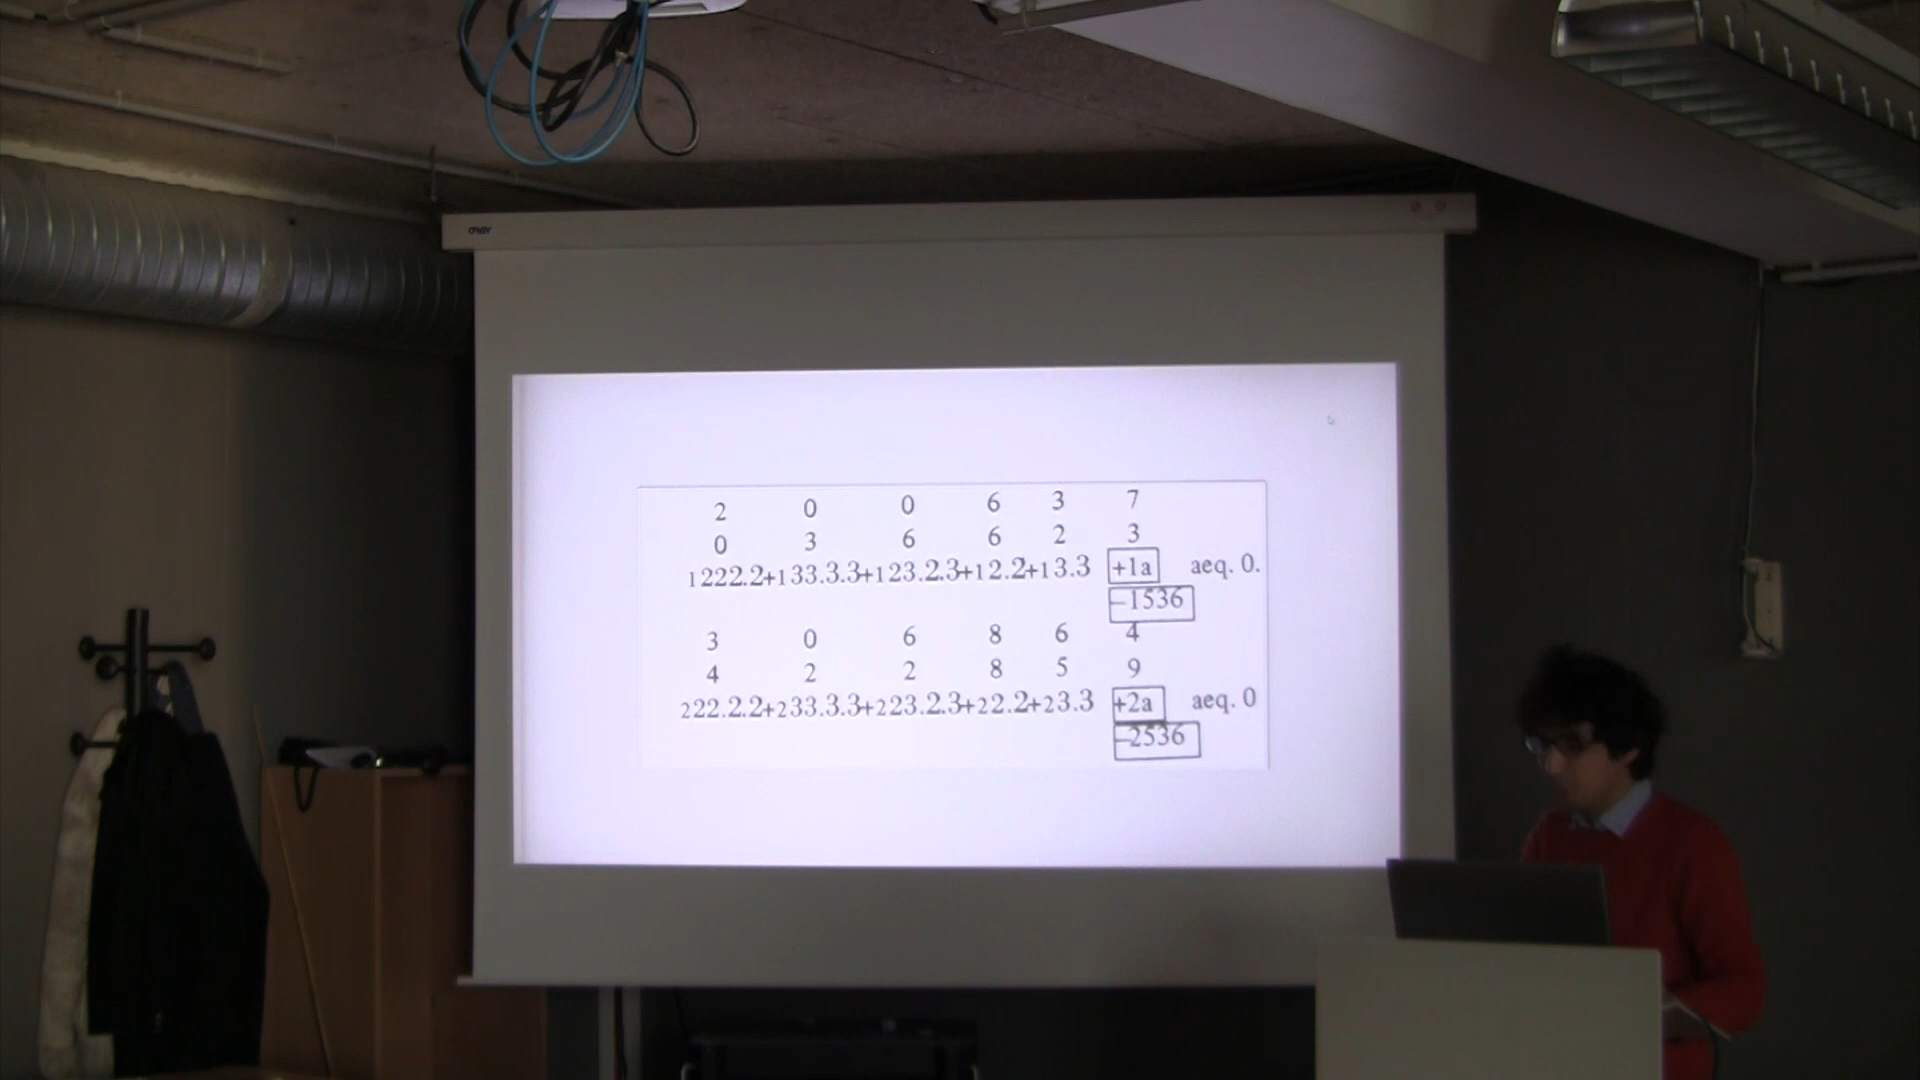 2 0 0 6 3 7
0 3 6 6 2 3
1222.2+133.3.3+123.2.3+12.2+13.3 +1a aeq. 0.
–1536
3 0 6 8 6 4
4 2 2 8 5 9
222.2.2+233.3.3+223.2.3+22.2+23.3 +2a aeq. 0
–2536